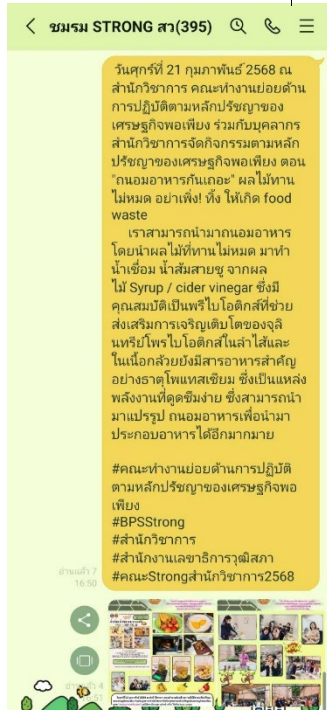 ชมรม STRONG สว(395)
วันศุกร์ที่ 21 กุมภาพันธ์ 2568 ณ
สำนักวิชาการ คณะทำงานย่อยด้าน
การปฏิบัติตามหลักปรัชญาของ
เศรษฐกิจพอเพียง ร่วมกับบุคลากร
สำนักวิชาการจัดกิจกรรมตามหลัก
ปรัชญาของเศรษฐกิจพอเพียง ตอน
"ถนอมอาหารกันเถอะ" ผลไม้ทาน
ไม่หมด อย่าเพิ่ง! ทิ้ง ให้เกิด food
waste
เราสามารถนำมาถนอมอาหาร
โดยนำผลไม้ที่ทานไม่หมด มาทำ
น้ำเชื่อม น้ำส้มสายชู จากผล
ไม้ Syrup / cider vinegar ซึ่งมี
คุณสมบัติเป็นพรีไบโอติกส์ที่ช่วย
ส่งเสริมการเจริญเติบโตของจุลิ
นทรีย์โพรไบโอติกส์ในลำไส้และ
ในเนื้อกล้วยยังมีสารอาหารสำคัญ
อย่างธาตุโพแทสเซียม ซึ่งเป็นแหล่ง
พลังงานที่ดูดซึมง่าย ซึ่งสามารถนำ
มาแปรรูป ถนอมอาหารเพื่อนำมา
ประกอบอาหารได้อีกมากมาย
#คณะทำงานย่อยด้านการปฏิบัติ
ตามหลักปรัชญาของเศรษฐกิจพอ
เพียง
#BPSStrong
#สำนักวิชาการ
#สำนักงานเลขาธิการวุฒิสภา
#คณะStrongสำนักวิชาการ2568
อ่านแล้ว 7
16:50